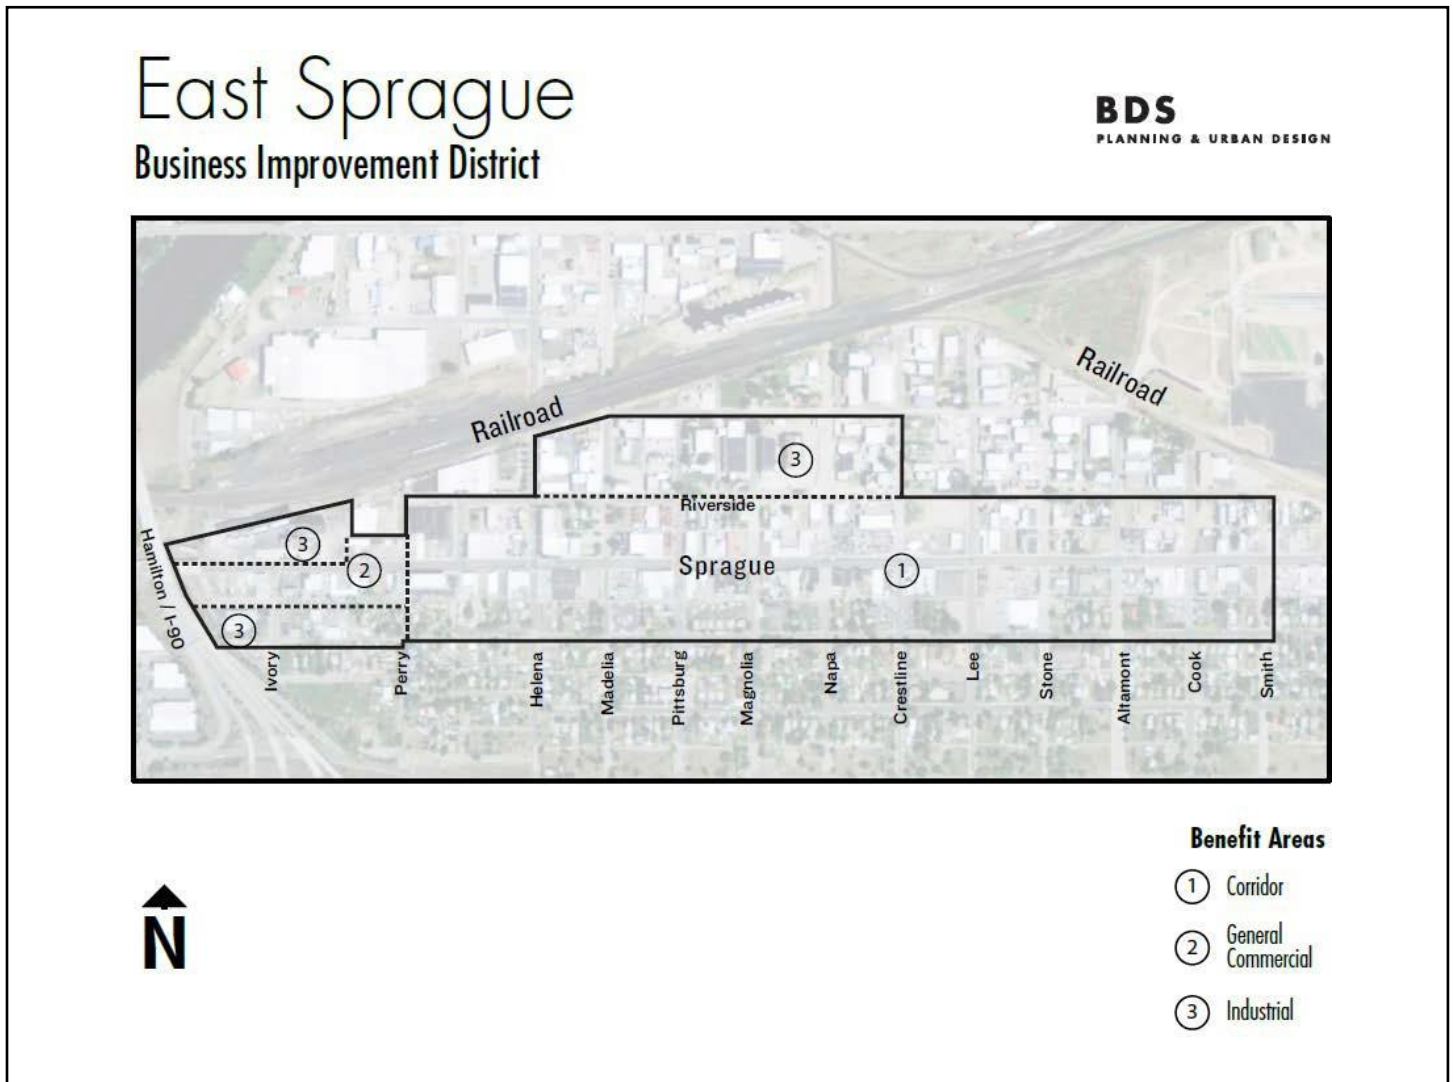 East Sprague
Business Improvement District
BDS
PLANNING & URBAN DESIGN
Railroad
Railroad
3
Riverside
Hamilton / I-90
3
2
Sprague
1
3
Ivory
Perry
Helena
Madelia
Pittsburg
Magnolia
Napa
Crestline
Lee
Stone
Altamont
Cook
Smith
Benefit Areas
1 Corridor
2 General
Commercial
3 Industrial
N